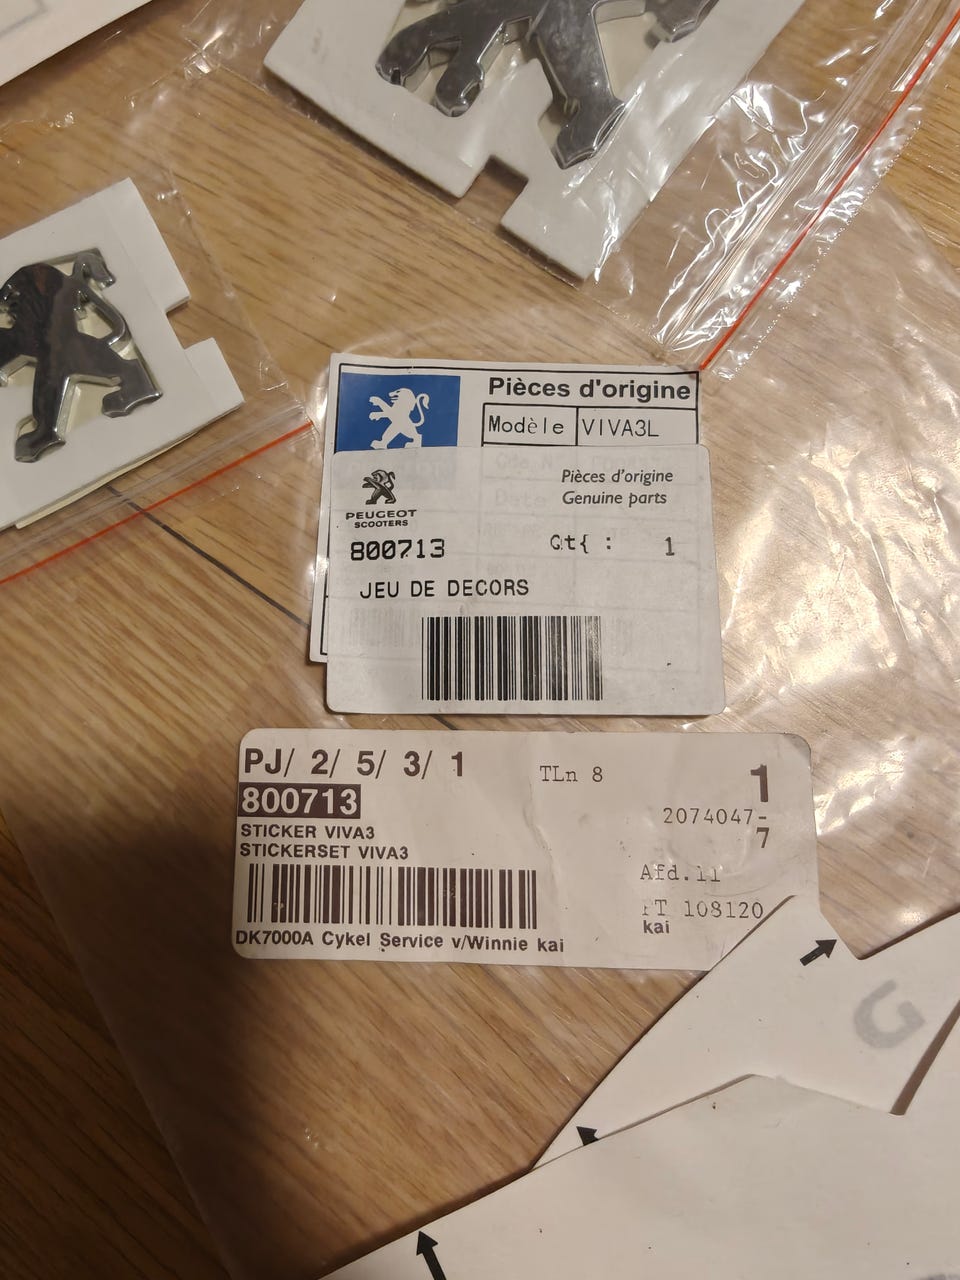 Pièces d'origine
Modèle VIVA3L
PEUGEOT
SCOOTERS
Pièces d'origine
Genuine parts
800713 Qt{ : 1
JEU DE DECORS
PJ/ 2/ 5/ 3/ 1 TLn 8 1
800713 2074047-7
STICKER VIVA3
STICKERSET VIVA3
Afd.11
108120
kai
DK7000A Cykel Service v/Winnie kai
G